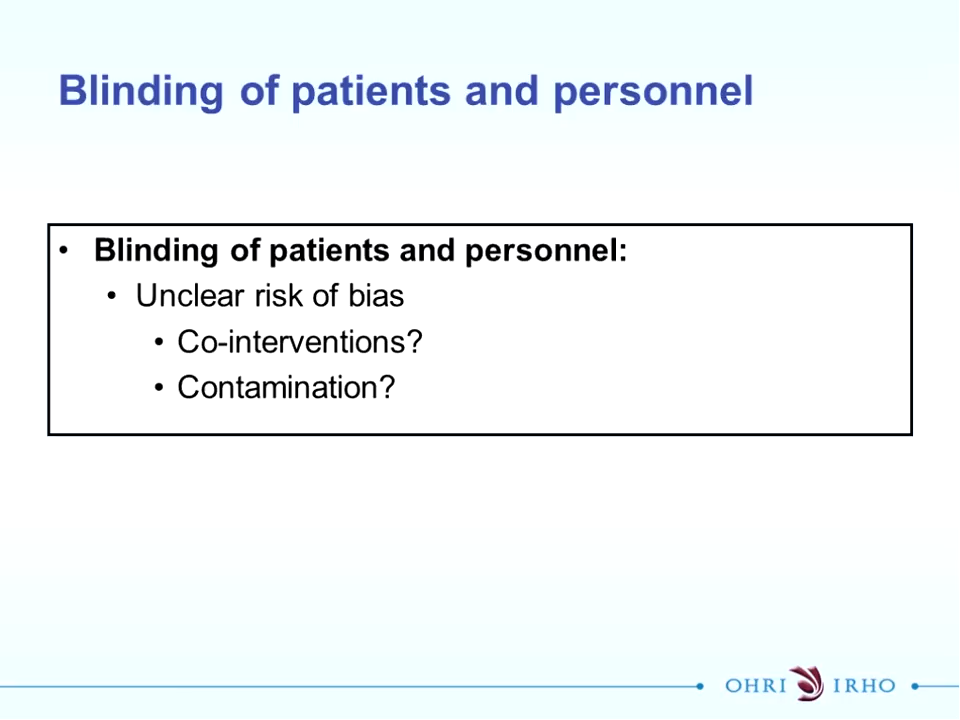 Blinding of patients and personnel
• Blinding of patients and personnel:
• Unclear risk of bias
• Co-interventions?
• Contamination?
OHRI IRHO